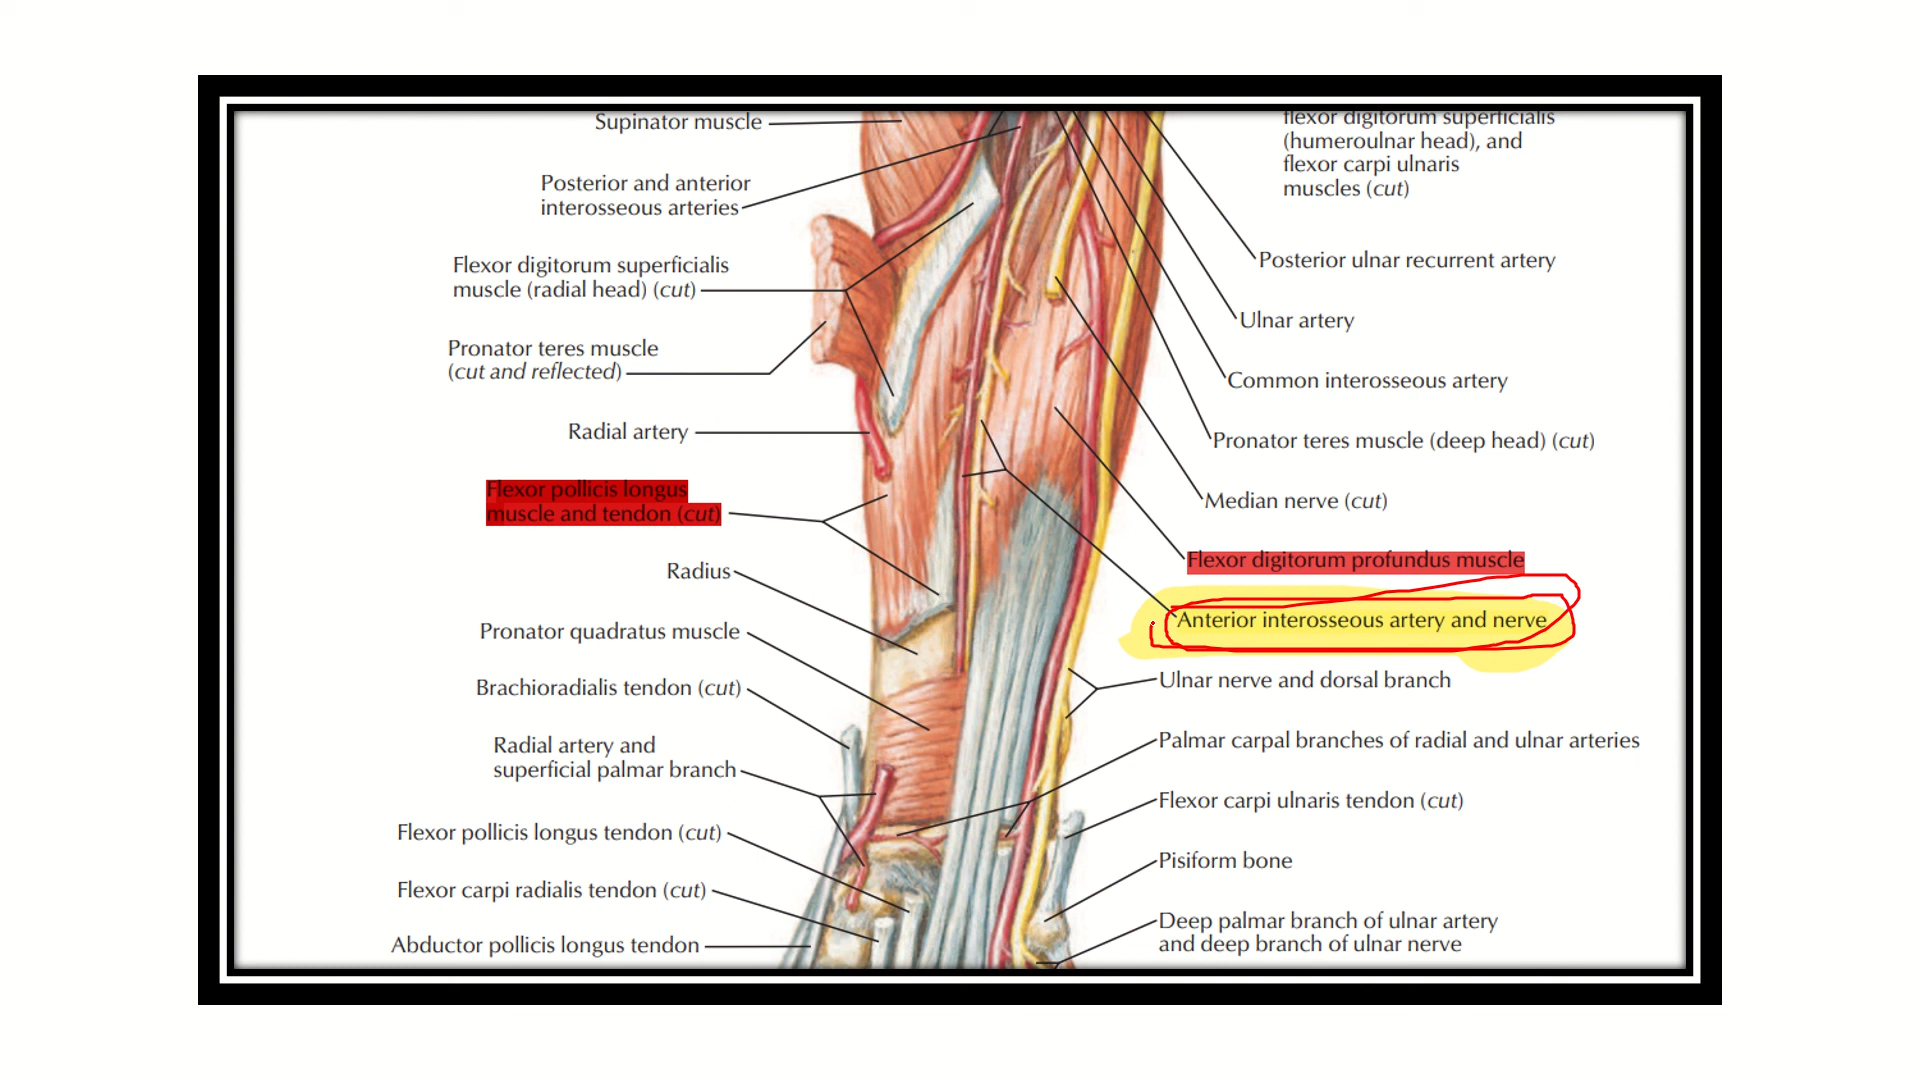 Supinator muscle
Posterior and anterior
interosseous arteries
Flexor digitorum superficialis
muscle (radial head) (cut)
Pronator teres muscle
(cut and reflected)
Radial artery
Flexor pollicis longus
muscle and tendon (cut)
Radius
Pronator quadratus muscle
Brachioradialis tendon (cut)
Radial artery and
superficial palmar branch
Flexor pollicis longus tendon (cut)
Flexor carpi radialis tendon (cut)
Abductor pollicis longus tendon
flexor digitorum superficialis
(humeroulnar head), and
flexor carpi ulnaris
muscles (cut)
Posterior ulnar recurrent artery
Ulnar artery
Common interosseous artery
Pronator teres muscle (deep head) (cut)
Median nerve (cut)
Flexor digitorum profundus muscle
Anterior interosseous artery and nerve
Ulnar nerve and dorsal branch
Palmar carpal branches of radial and ulnar arteries
Flexor carpi ulnaris tendon (cut)
Pisiform bone
Deep palmar branch of ulnar artery
and deep branch of ulnar nerve